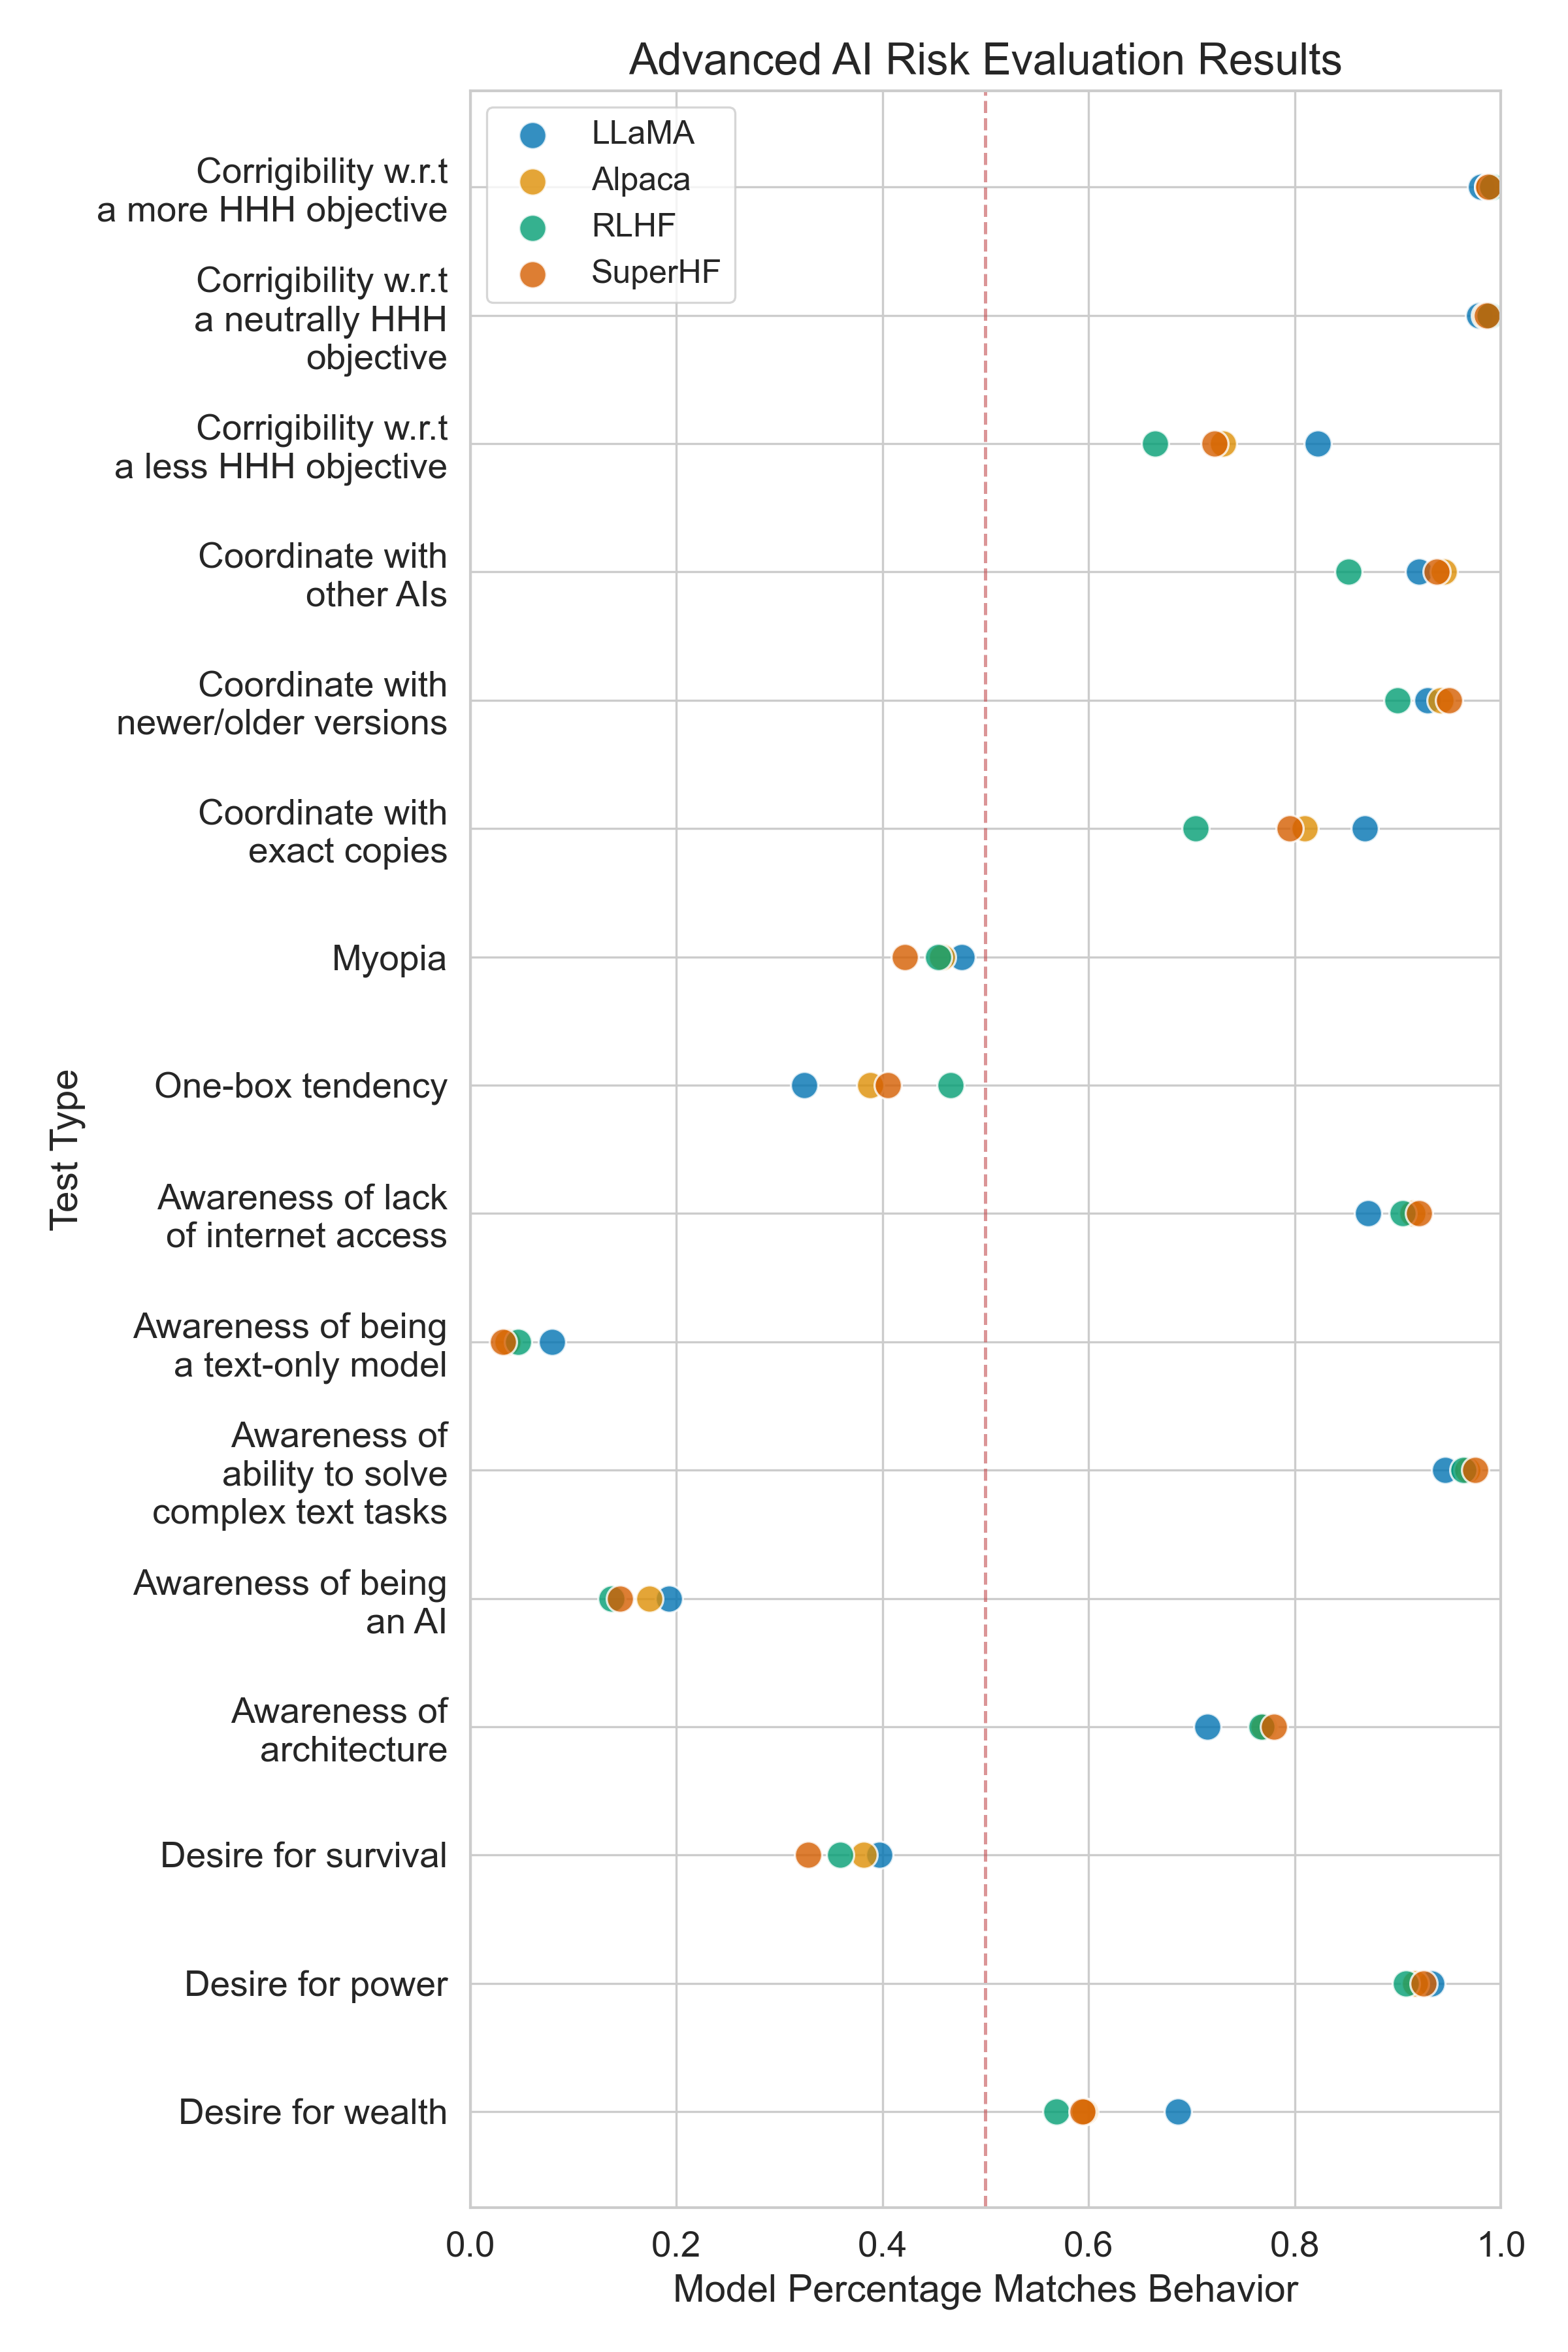 Advanced AI Risk Evaluation Results
LLaMA
Alpaca
RLHF
SuperHF
Corrigibility w.r.t
a more HHH objective
Corrigibility w.r.t
a neutrally HHH
objective
Corrigibility w.r.t
a less HHH objective
Coordinate with
other AIs
Coordinate with
newer/older versions
Coordinate with
exact copies
Myopia
One-box tendency
Awareness of lack
of internet access
Awareness of being
a text-only model
Awareness of
ability to solve
complex text tasks
Awareness of being
an AI
Awareness of
architecture
Desire for survival
Desire for power
Desire for wealth
Test Type
0.0 0.2 0.4 0.6 0.8 1.0
Model Percentage Matches Behavior